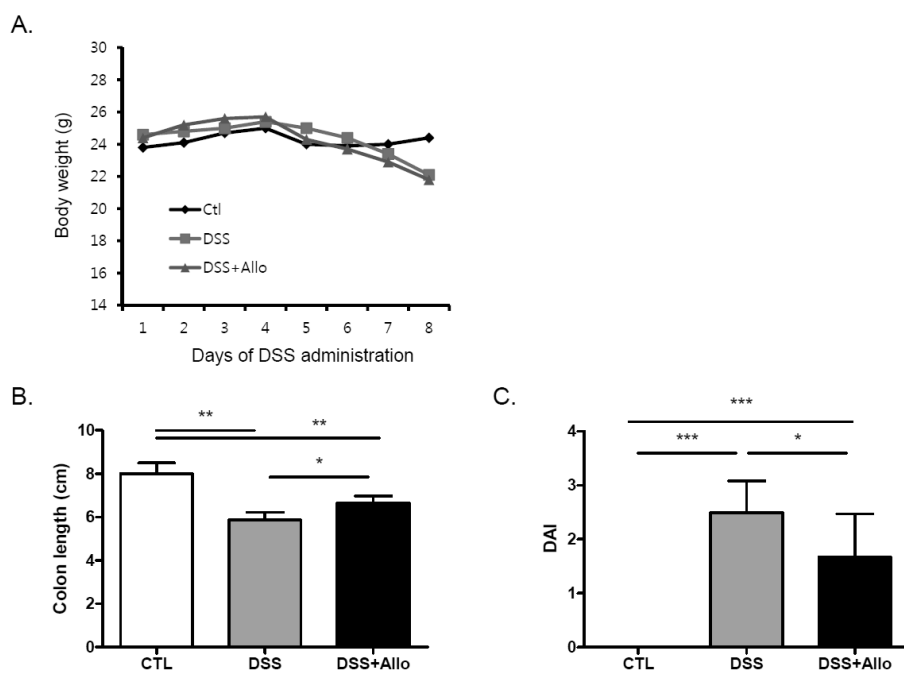 A.
30
28
26
24
22
20
18
16
14
Body weight (g)
Ctl
DSS
DSS+Allo
1 2 3 4 5 6 7 8
Days of DSS administration
B.
**
**
*
10
8
6
4
2
0
Colon length (cm)
CTL DSS DSS+Allo
C.
***
***
*
4
3
2
1
0
DAI
CTL DSS DSS+Allo